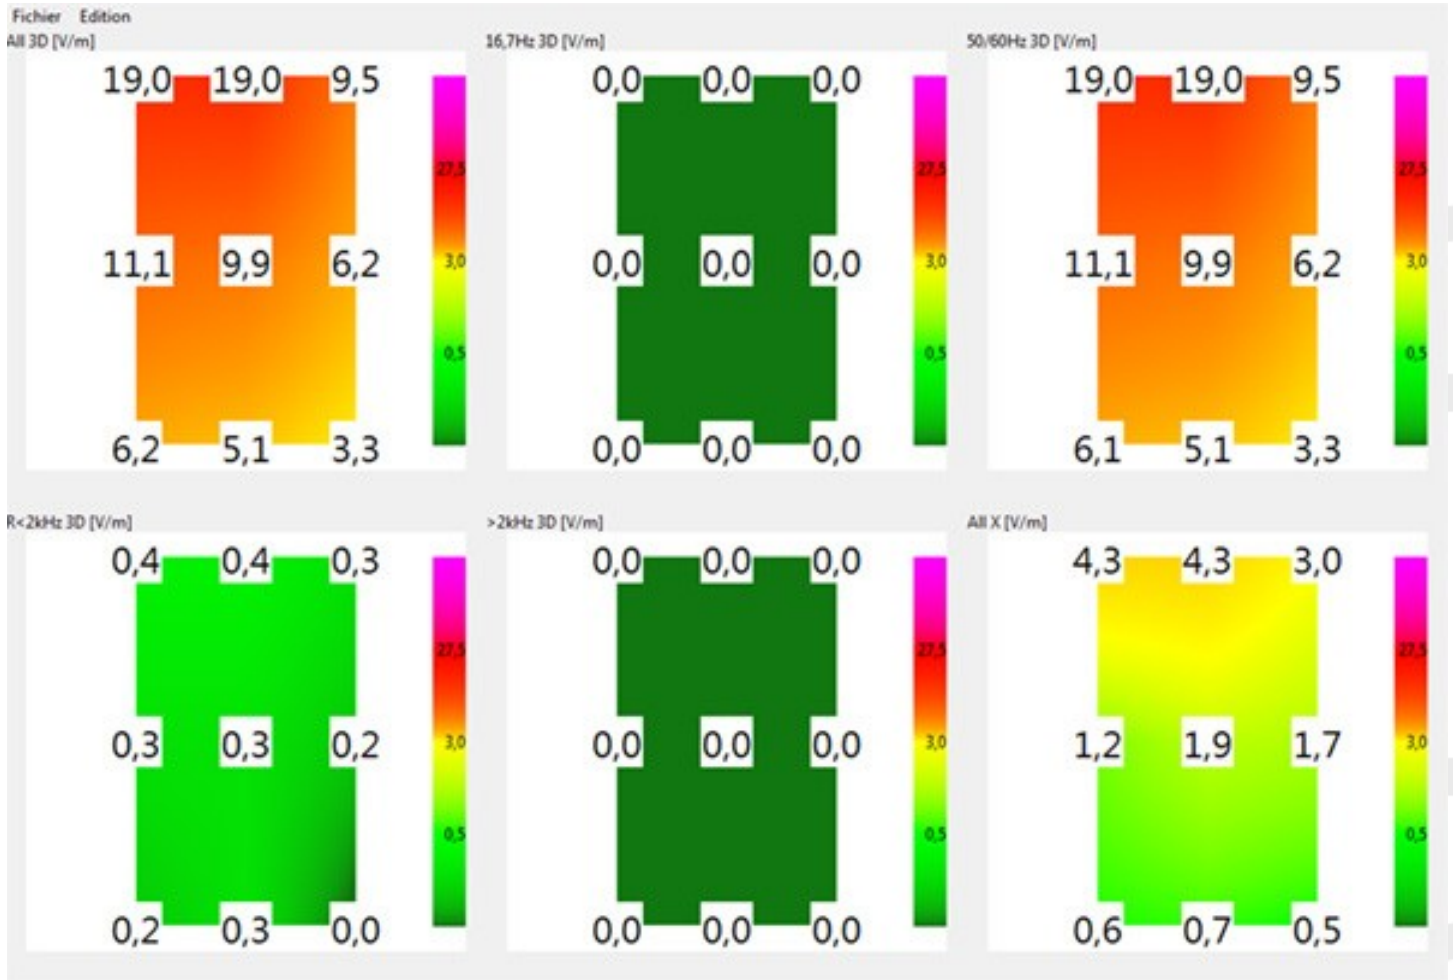 Fichier Edition
All 3D [V/m] 16,7Hz 3D [V/m] 50/60Hz 3D [V/m]
19,0 19,0 9,5 0,0 0,0 0,0 19,0 19,0 9,5
27,5 27,5 27,5
11,1 9,9 6,2 3,0 0,0 0,0 0,0 3,0 11,1 9,9 6,2 3,0
0,5 0,5 0,5
6,2 5,1 3,3 0,0 0,0 0,0 6,1 5,1 3,3
R<2kHz 3D [V/m] >2kHz 3D [V/m] All X [V/m]
0,4 0,4 0,3 0,0 0,0 0,0 4,3 4,3 3,0
27,5 27,5 27,5
0,3 0,3 0,2 3,0 0,0 0,0 0,0 3,0 1,2 1,9 1,7 3,0
0,5 0,5 0,5
0,2 0,3 0,0 0,0 0,0 0,0 0,6 0,7 0,5